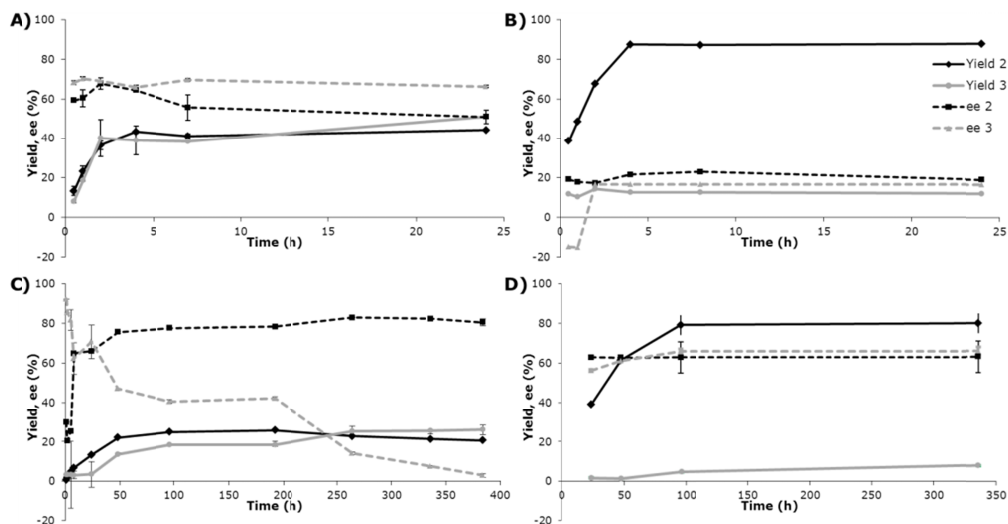 A)
Yield, ee (%)
100
80
60
40
20
0
-20
0 5 10 15 20 25
Time (h)
B)
Yield, ee (%)
100
80
60
40
20
0
-20
0 5 10 15 20 25
Time (h)
Yield 2
Yield 3
ee 2
ee 3
C)
Yield, ee (%)
100
80
60
40
20
0
-20
0 50 100 150 200 250 300 350 400
Time (h)
D)
Yield, ee (%)
100
80
60
40
20
0
-20
0 50 100 150 200 250 300 350
Time (h)